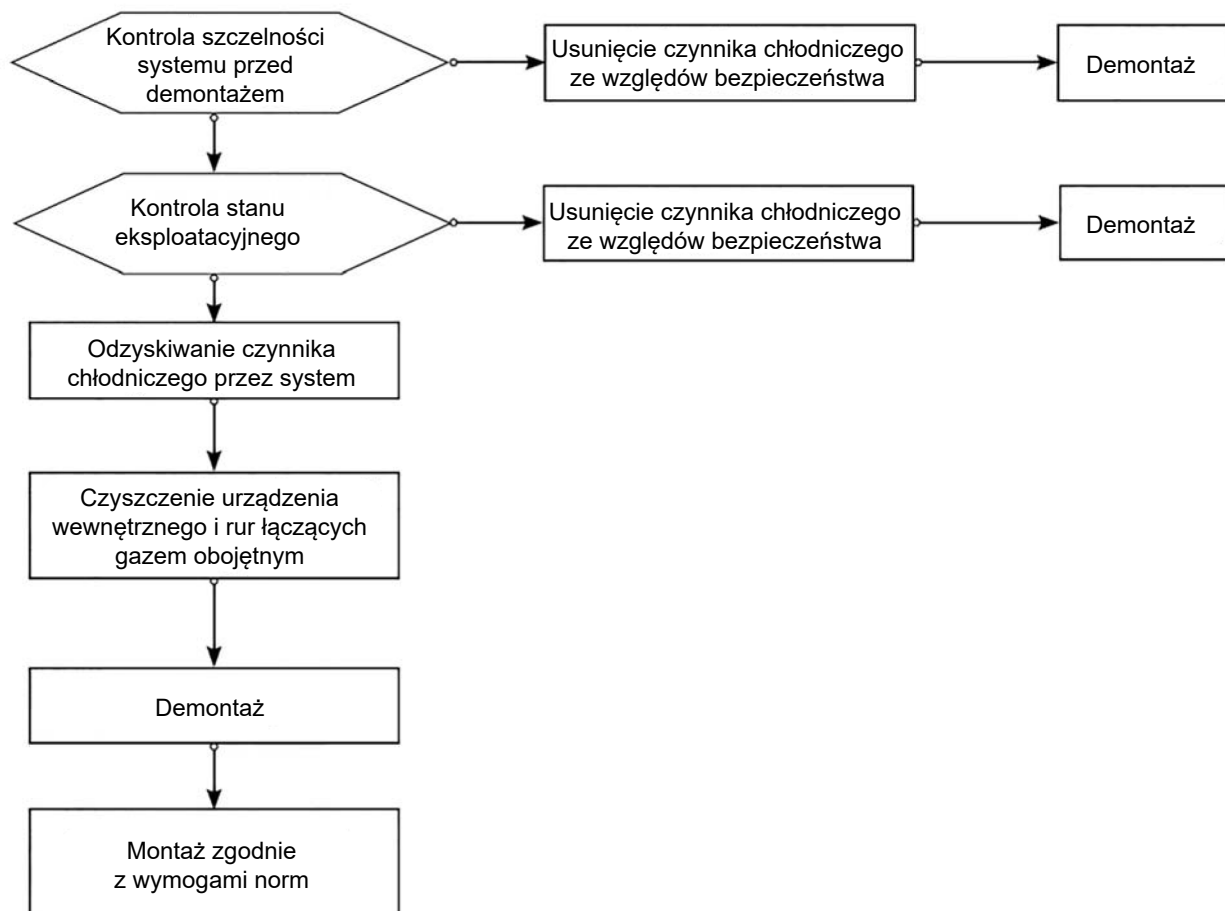 Kontrola szczelności
systemu przed
demontażem
Usunięcie czynnika chłodniczego
ze względów bezpieczeństwa
Demontaż
Kontrola stanu
eksploatacyjnego
Usunięcie czynnika chłodniczego
ze względów bezpieczeństwa
Demontaż
Odzyskiwanie czynnika
chłodniczego przez system
Czyszczenie urządzenia
wewnętrznego i rur łączących
gazem obojętnym
Demontaż
Montaż zgodnie
z wymogami norm